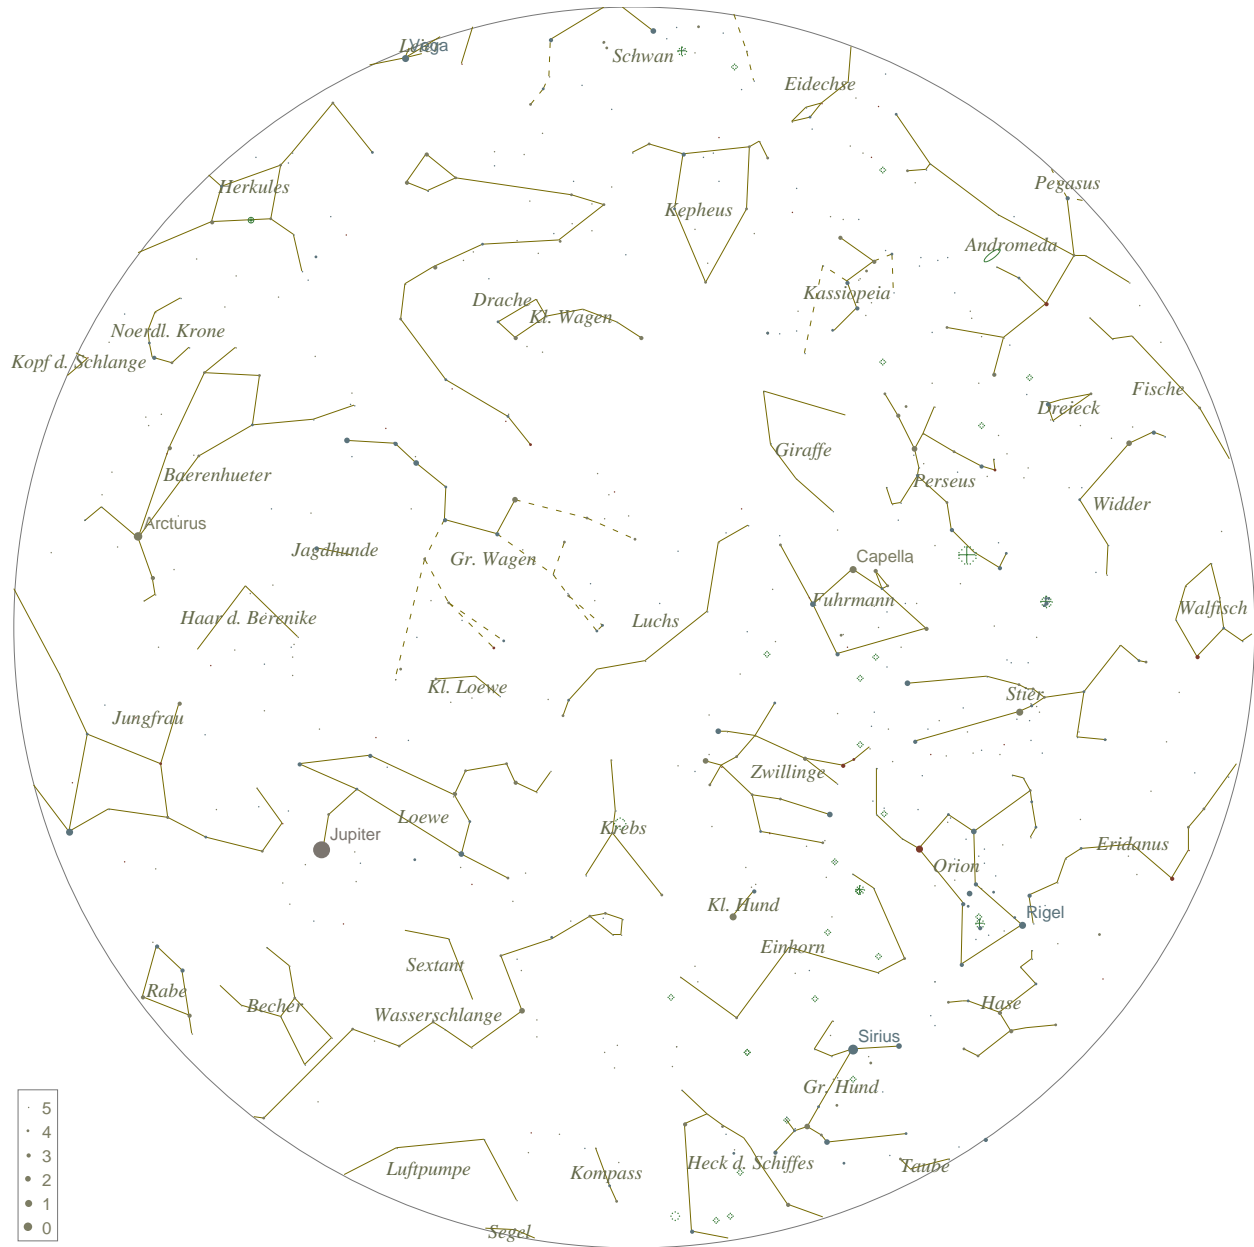 Vega
Schwan
Eidechse
Herkules
Pegasus
Kepheus
Andromeda
Drache
Kassiopeia
Kl. Wagen
Noerdl. Krone
Kopf d. Schlange
Fische
Dreieck
Giraffe
Baerenhueter
Perseus
Widder
Arcturus
Jagdhunde
Gr. Wagen
Capella
Fuhrmann
Walfisch
Haar d. Berenike
Luchs
Kl. Loewe
Stier
Jungfrau
Zwillinge
Loewe
Jupiter
Krebs
Eridanus
Orion
Kl. Hund
Rigel
Einhorn
Sextant
Rabe
Becher
Wasserschlange
Hase
Sirius
Gr. Hund
Luftpumpe
Kompass
Heck d. Schiffes
Taube
Segel
5
4
3
2
1
0